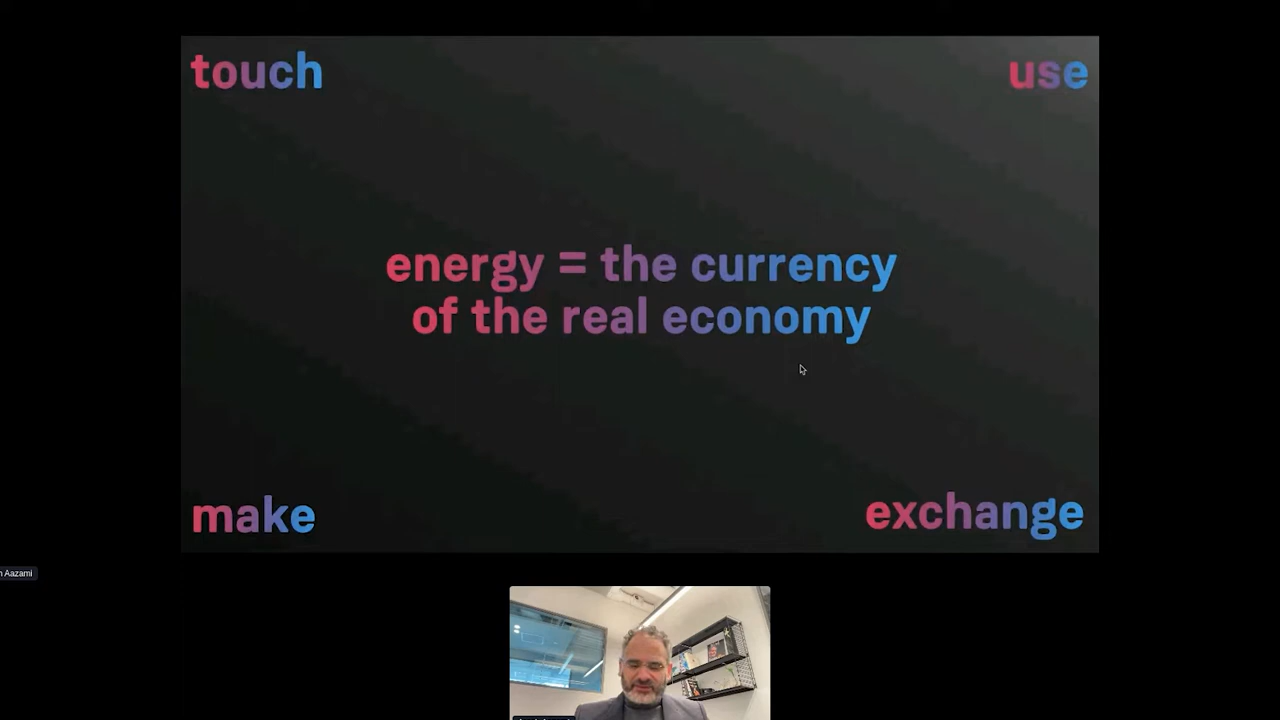 touch
use
energy = the currency
of the real economy
make
exchange
Aazami